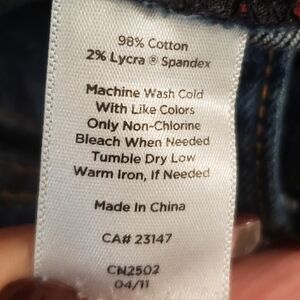 98% Cotton
2% Lycra ® Spandex
Machine Wash Cold
With Like Colors
Only Non-Chlorine
Bleach When Needed
Tumble Dry Low
Warm Iron, If Needed
Made In China
CA# 23147
CN2502
04/11